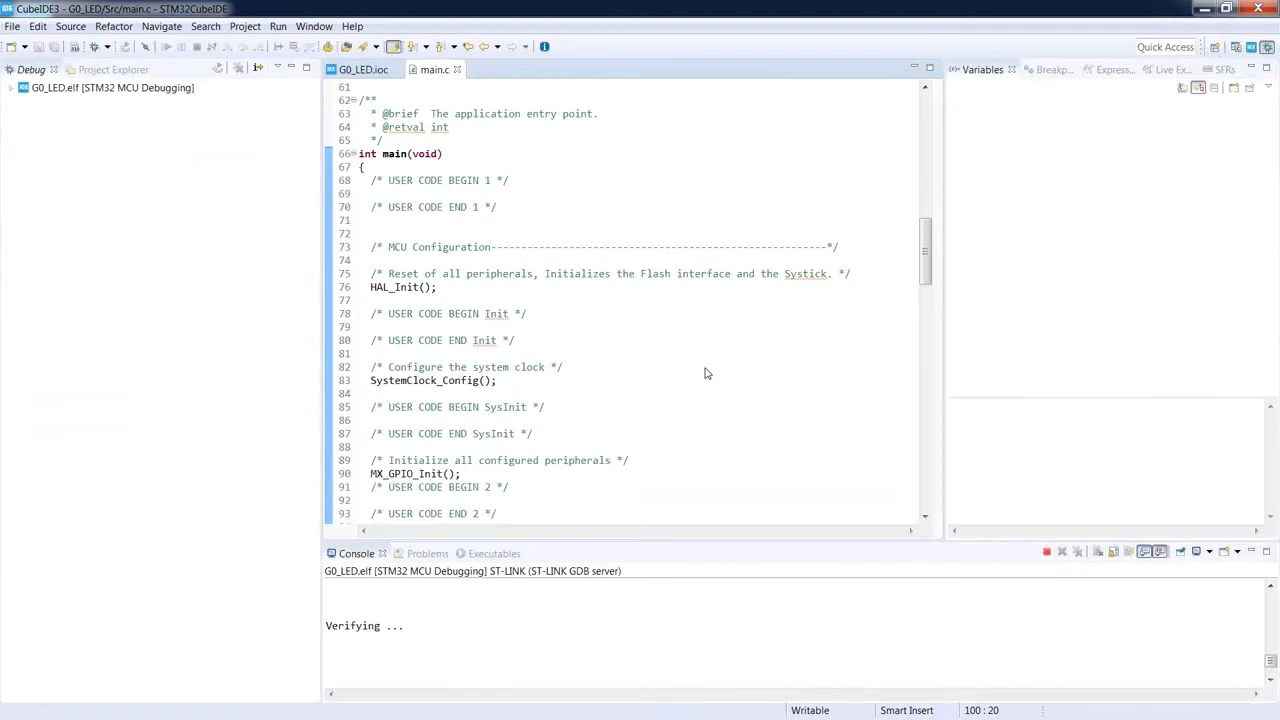 IDE CubeIDE3 - G0_LED/Src/main.c - STM32CubeIDE
File Edit Source Refactor Navigate Search Project Run Window Help
Quick Access
Debug Project Explorer
G0_LED.ioc main.c
Variables Breakp... Express... Live Ex... SFRs
G0_LED.elf [STM32 MCU Debugging]
61
62 /**
63 * @brief The application entry point.
64 * @retval int
65 */
66 int main(void)
67 {
68 /* USER CODE BEGIN 1 */
69
70 /* USER CODE END 1 */
71
72
73 /* MCU Configuration--------------------------------------------------------*/
74
75 /* Reset of all peripherals, Initializes the Flash interface and the Systick. */
76 HAL_Init();
77
78 /* USER CODE BEGIN Init */
79
80 /* USER CODE END Init */
81
82 /* Configure the system clock */
83 SystemClock_Config();
84
85 /* USER CODE BEGIN SysInit */
86
87 /* USER CODE END SysInit */
88
89 /* Initialize all configured peripherals */
90 MX_GPIO_Init();
91 /* USER CODE BEGIN 2 */
92
93 /* USER CODE END 2 */
Console Problems Executables
G0_LED.elf [STM32 MCU Debugging] ST-LINK (ST-LINK GDB server)
Verifying ...
Writable Smart Insert 100 : 20